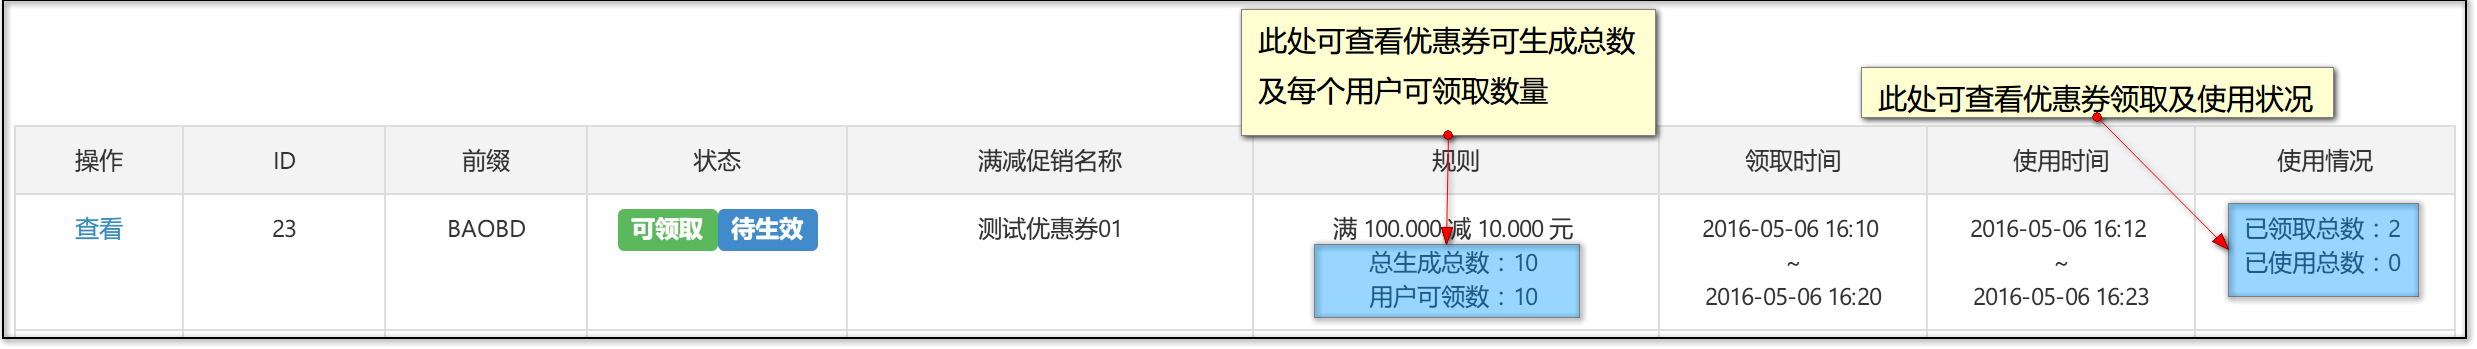 此处可查看优惠券可生成总数
及每个用户可领取数量
此处可查看优惠券领取及使用状况
操作 ID 前缀 状态 满减促销名称 规则 领取时间 使用时间 使用情况
查看 23 BAOBD 可领取 待生效 测试优惠券01 满 100.000 减 10.000 元 2016-05-06 16:10 2016-05-06 16:12 已领取总数：2
总生成总数：10 ~ ~ 已使用总数：0
用户可领数：10 2016-05-06 16:20 2016-05-06 16:23